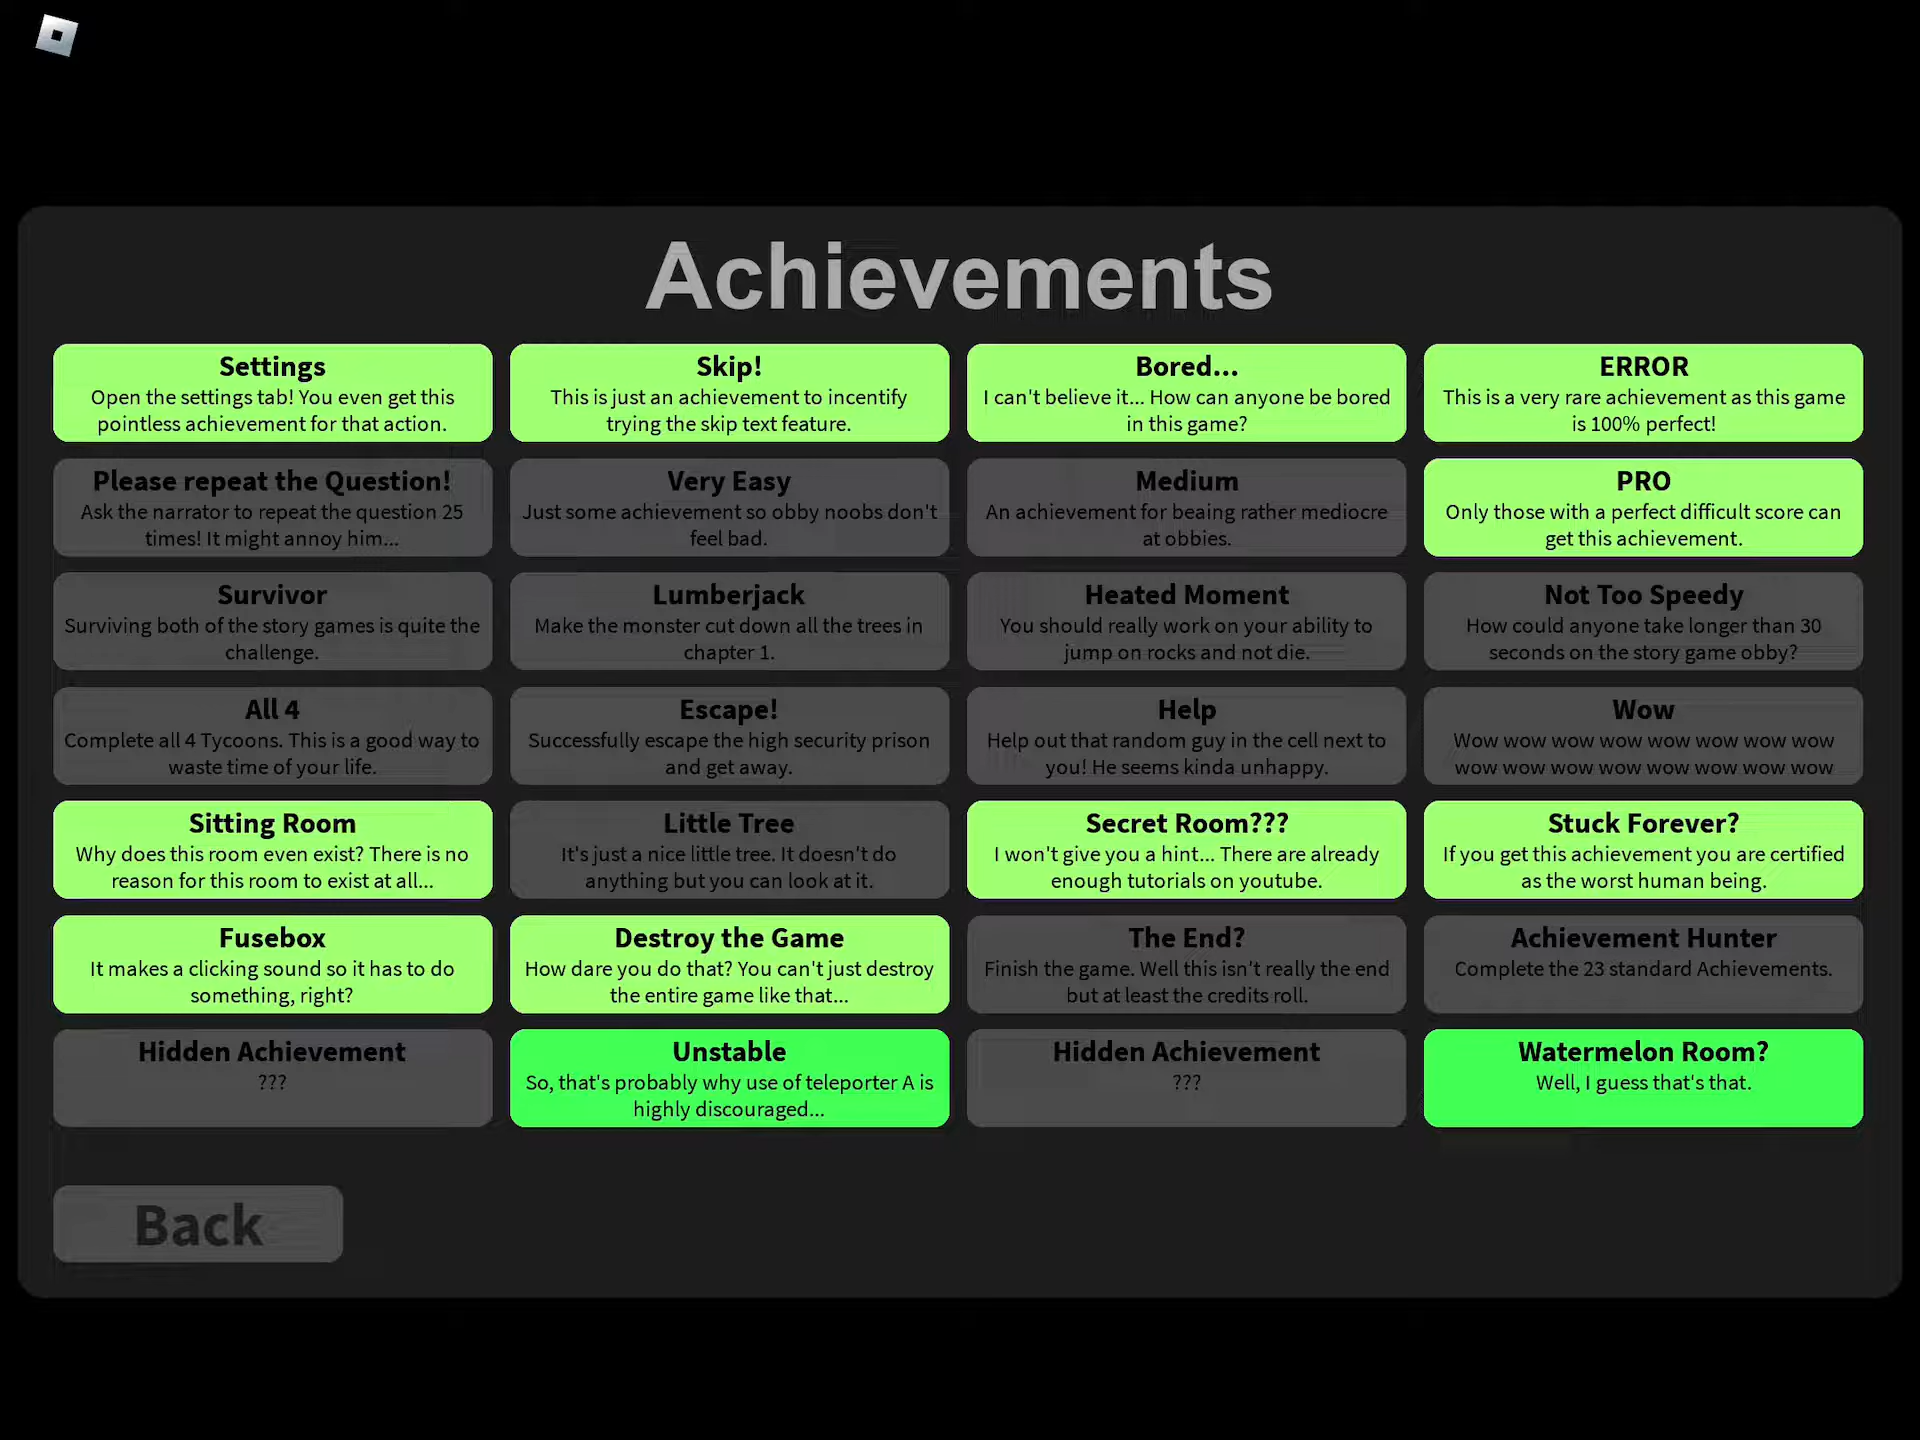 Achievements
Settings
Open the settings tab! You even get this
pointless achievement for that action.
Skip!
This is just an achievement to incentify
trying the skip text feature.
Bored...
I can't believe it... How can anyone be bored
in this game?
ERROR
This is a very rare achievement as this game
is 100% perfect!
Please repeat the Question!
Ask the narrator to repeat the question 25
times! It might annoy him...
Very Easy
Just some achievement so obby noobs don't
feel bad.
Medium
An achievement for beaing rather mediocre
at obbies.
PRO
Only those with a perfect difficult score can
get this achievement.
Survivor
Surviving both of the story games is quite the
challenge.
Lumberjack
Make the monster cut down all the trees in
chapter 1.
Heated Moment
You should really work on your ability to
jump on rocks and not die.
Not Too Speedy
How could anyone take longer than 30
seconds on the story game obby?
All 4
Complete all 4 Tycoons. This is a good way to
waste time of your life.
Escape!
Successfully escape the high security prison
and get away.
Help
Help out that random guy in the cell next to
you! He seems kinda unhappy.
Wow
Wow wow wow wow wow wow wow wow
wow wow wow wow wow wow wow wow
Sitting Room
Why does this room even exist? There is no
reason for this room to exist at all...
Little Tree
It's just a nice little tree. It doesn't do
anything but you can look at it.
Secret Room???
I won't give you a hint... There are already
enough tutorials on youtube.
Stuck Forever?
If you get this achievement you are certified
as the worst human being.
Fusebox
It makes a clicking sound so it has to do
something, right?
Destroy the Game
How dare you do that? You can't just destroy
the entire game like that...
The End?
Finish the game. Well this isn't really the end
but at least the credits roll.
Achievement Hunter
Complete the 23 standard Achievements.
Hidden Achievement
???
Unstable
So, that's probably why use of teleporter A is
highly discouraged...
Hidden Achievement
???
Watermelon Room?
Well, I guess that's that.
Back